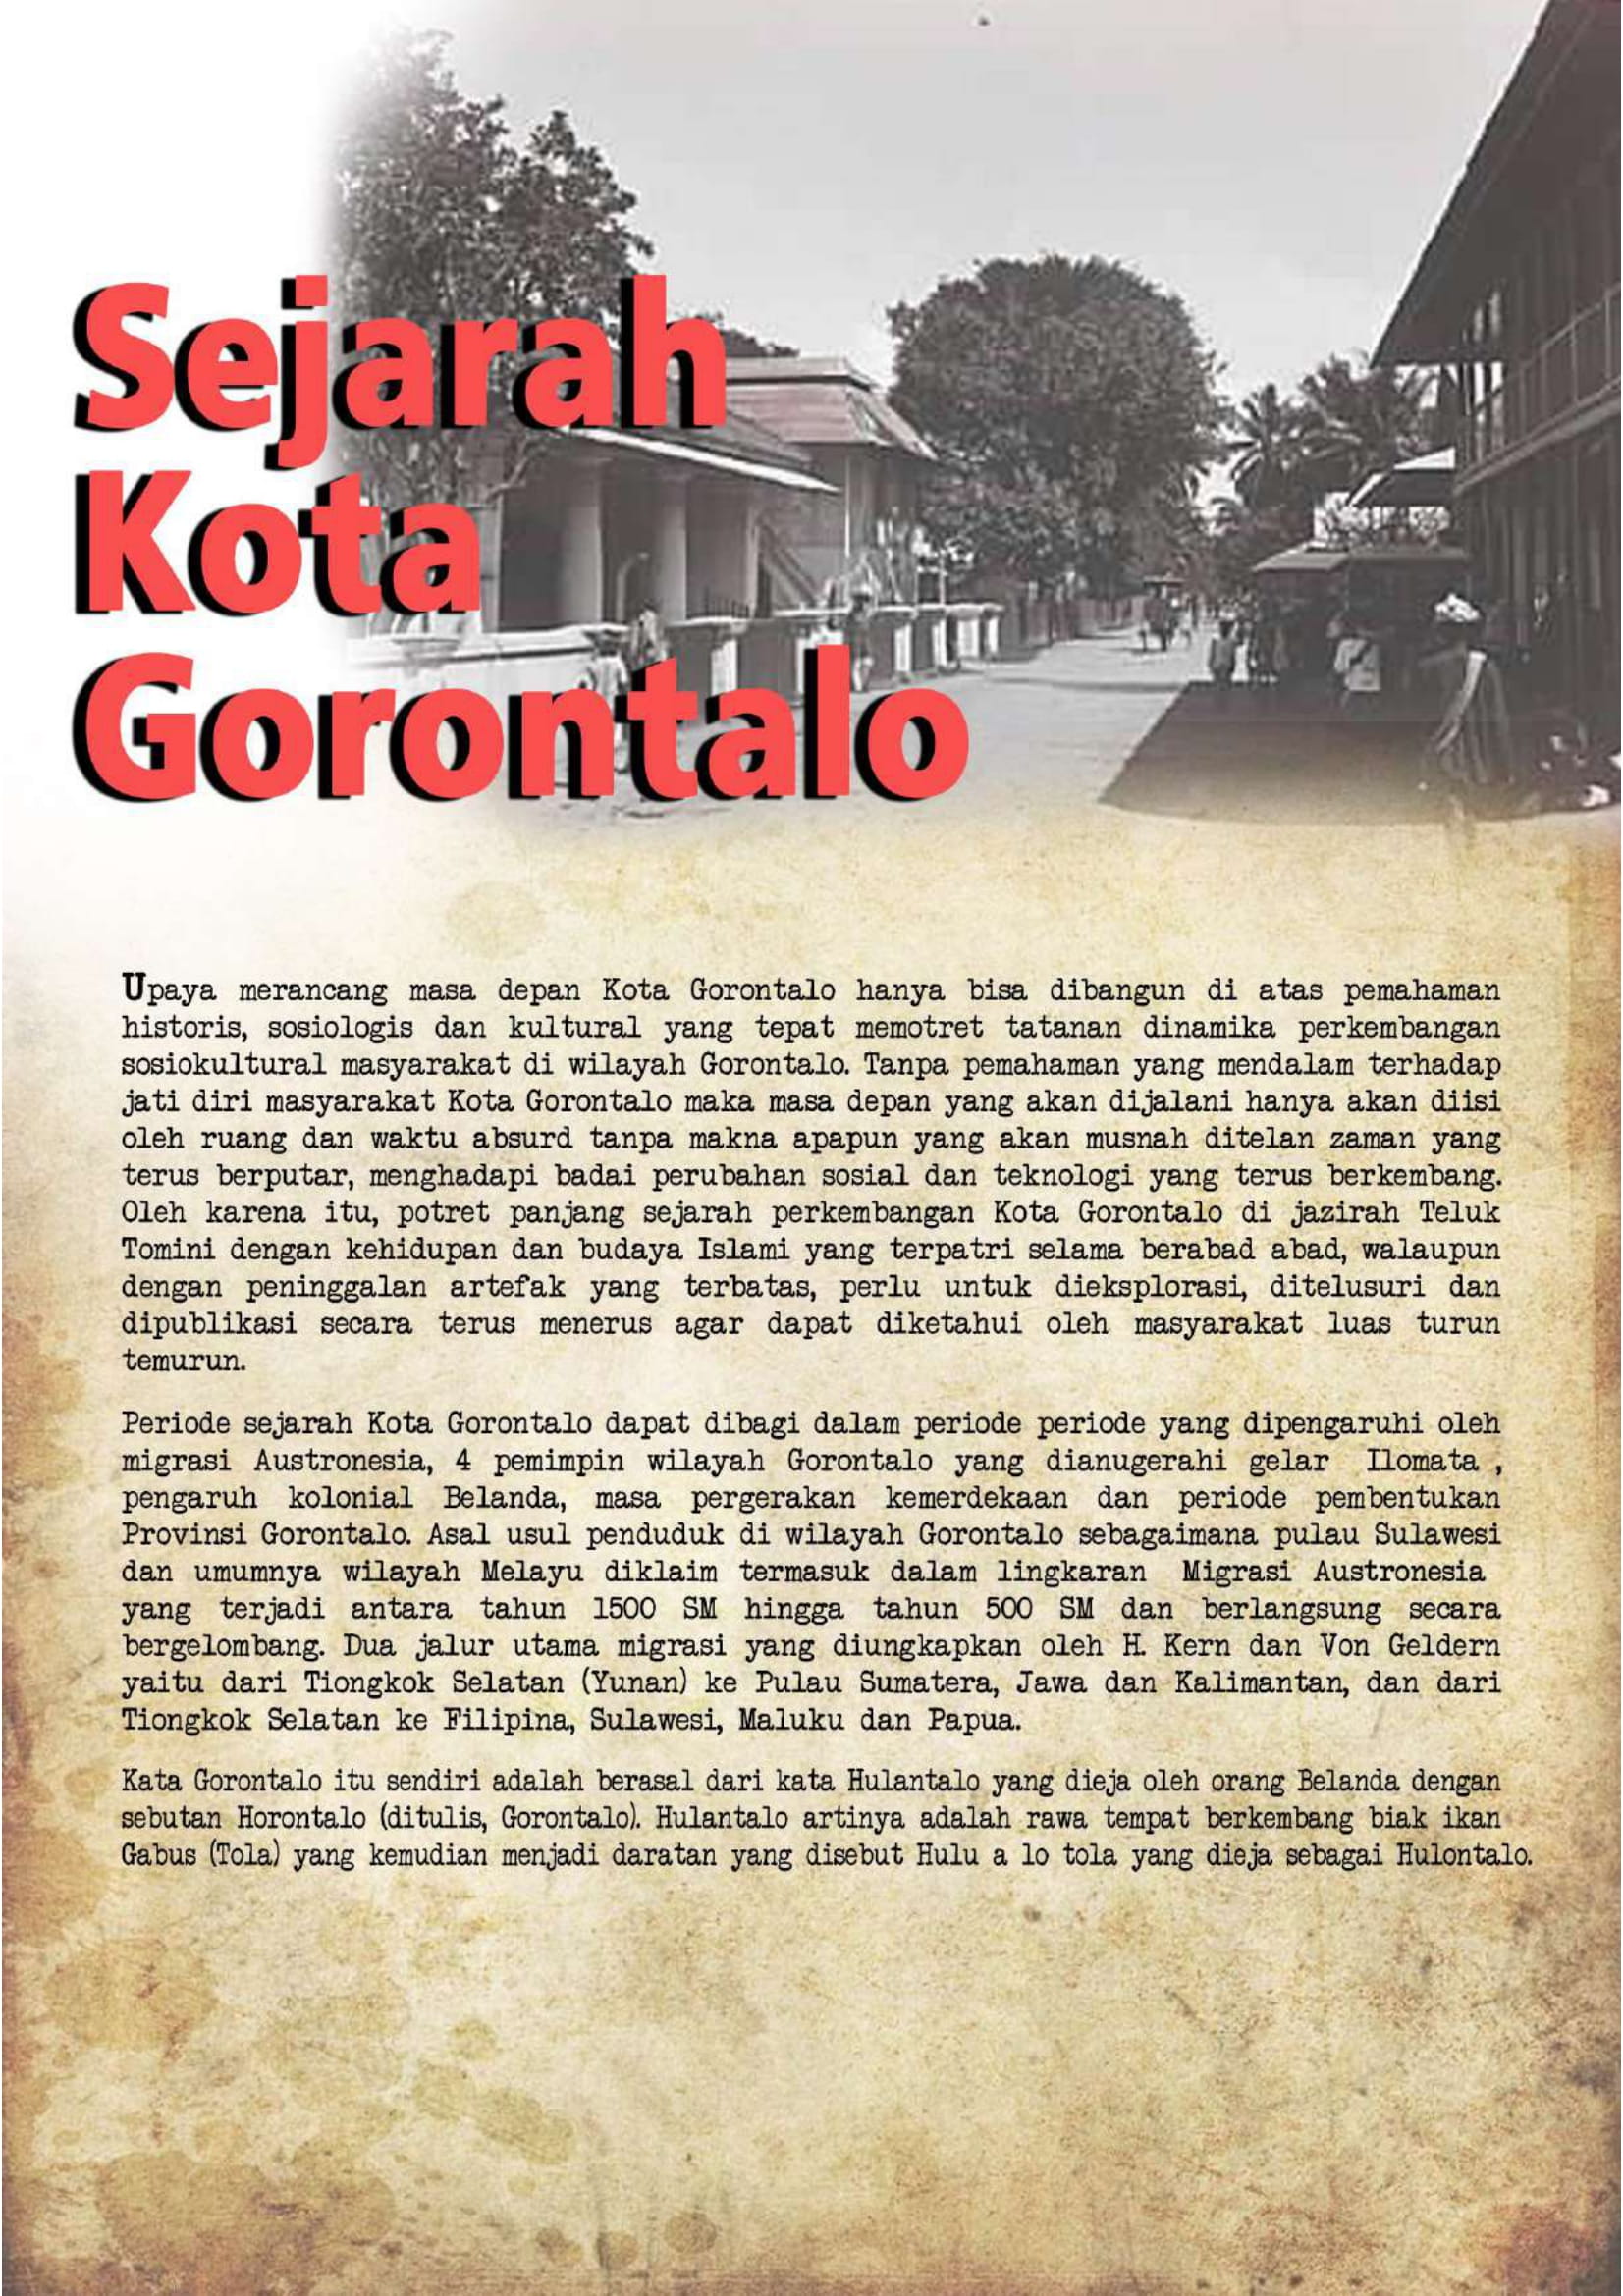 Sejarah
Kota
Gorontalo
Upaya merancang masa depan Kota Gorontalo hanya bisa dibangun di atas pemahaman
historis, sosiologis dan kultural yang tepat memotret tatanan dinamika perkembangan
sosiokultural masyarakat di wilayah Gorontalo. Tanpa pemahaman yang mendalam terhadap
jati diri masyarakat Kota Gorontalo maka masa depan yang akan dijalani hanya akan diisi
oleh ruang dan waktu absurd tanpa makna apapun yang akan musnah ditelan zaman yang
terus berputar, menghadapi badai perubahan sosial dan teknologi yang terus berkembang.
Oleh karena itu, potret panjang sejarah perkembangan Kota Gorontalo di jazirah Teluk
Tomini dengan kehidupan dan budaya Islami yang terpatri selama berabad abad, walaupun
dengan peninggalan artefak yang terbatas, perlu untuk dieksplorasi, ditelusuri dan
dipublikasi secara terus menerus agar dapat diketahui oleh masyarakat luas turun
temurun.
Periode sejarah Kota Gorontalo dapat dibagi dalam periode periode yang dipengaruhi oleh
migrasi Austronesia, 4 pemimpin wilayah Gorontalo yang dianugerahi gelar Ilomata ,
pengaruh kolonial Belanda, masa pergerakan kemerdekaan dan periode pembentukan
Provinsi Gorontalo. Asal usul penduduk di wilayah Gorontalo sebagaimana pulau Sulawesi
dan umumnya wilayah Melayu diklaim termasuk dalam lingkaran Migrasi Austronesia
yang terjadi antara tahun 1500 SM hingga tahun 500 SM dan berlangsung secara
bergelombang. Dua jalur utama migrasi yang diungkapkan oleh H. Kern dan Von Geldern
yaitu dari Tiongkok Selatan (Yunan) ke Pulau Sumatera, Jawa dan Kalimantan, dan dari
Tiongkok Selatan ke Filipina, Sulawesi, Maluku dan Papua.
Kata Gorontalo itu sendiri adalah berasal dari kata Hulantalo yang dieja oleh orang Belanda dengan
sebutan Horontalo (ditulis, Gorontalo). Hulantalo artinya adalah rawa tempat berkembang biak ikan
Gabus (Tola) yang kemudian menjadi daratan yang disebut Hulu a lo tola yang dieja sebagai Hulontalo.